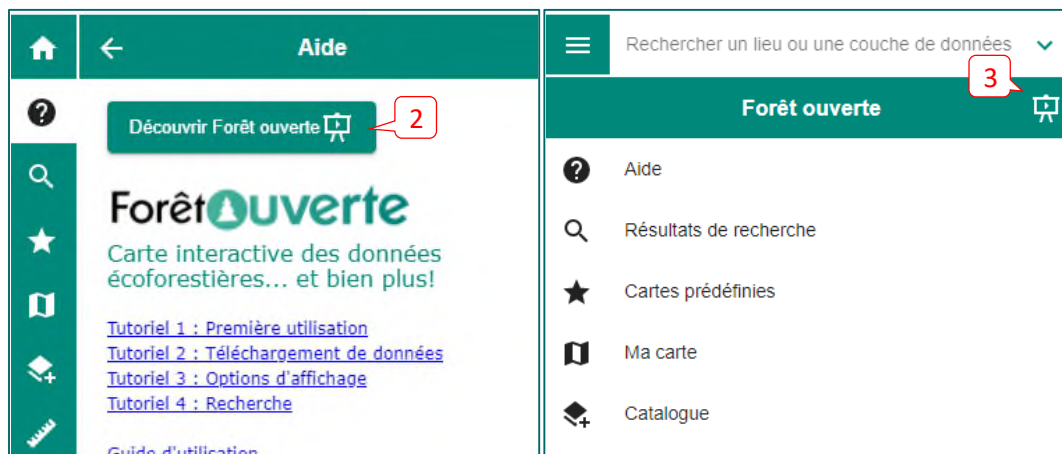 Aide
Découvrir Forêt ouverte
2
ForêtOuverte
Carte interactive des données
écoforestières... et bien plus!
Tutoriel 1 : Première utilisation
Tutoriel 2 : Téléchargement de données
Tutoriel 3 : Options d'affichage
Tutoriel 4 : Recherche
Guide d'utilisation
Rechercher un lieu ou une couche de données
3
Forêt ouverte
Aide
Résultats de recherche
Cartes prédéfinies
Ma carte
Catalogue